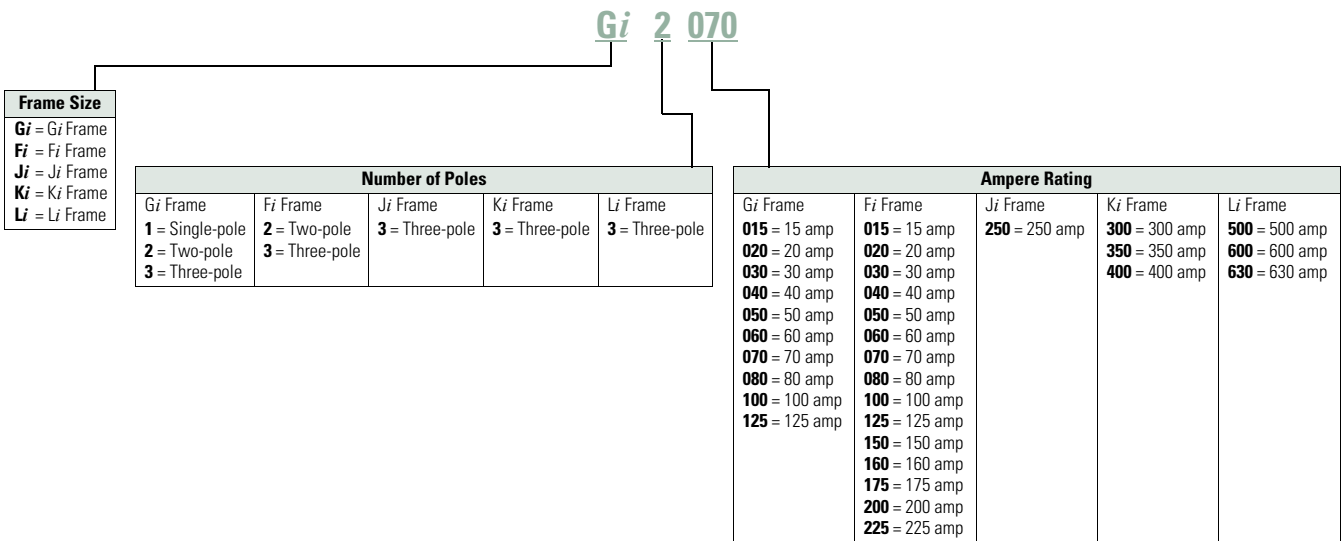 Gi 2 070
Frame Size
Gi = Gi Frame
Fi = Fi Frame
Ji = Ji Frame
Ki = Ki Frame
Li = Li Frame
Number of Poles
Gi Frame
1 = Single-pole
2 = Two-pole
3 = Three-pole
Fi Frame
2 = Two-pole
3 = Three-pole
Ji Frame
3 = Three-pole
Ki Frame
3 = Three-pole
Li Frame
3 = Three-pole
Ampere Rating
Gi Frame
015 = 15 amp
020 = 20 amp
030 = 30 amp
040 = 40 amp
050 = 50 amp
060 = 60 amp
070 = 70 amp
080 = 80 amp
100 = 100 amp
125 = 125 amp
Fi Frame
015 = 15 amp
020 = 20 amp
030 = 30 amp
040 = 40 amp
050 = 50 amp
060 = 60 amp
070 = 70 amp
080 = 80 amp
100 = 100 amp
125 = 125 amp
150 = 150 amp
160 = 160 amp
175 = 175 amp
200 = 200 amp
225 = 225 amp
Ji Frame
250 = 250 amp
Ki Frame
300 = 300 amp
350 = 350 amp
400 = 400 amp
Li Frame
500 = 500 amp
600 = 600 amp
630 = 630 amp